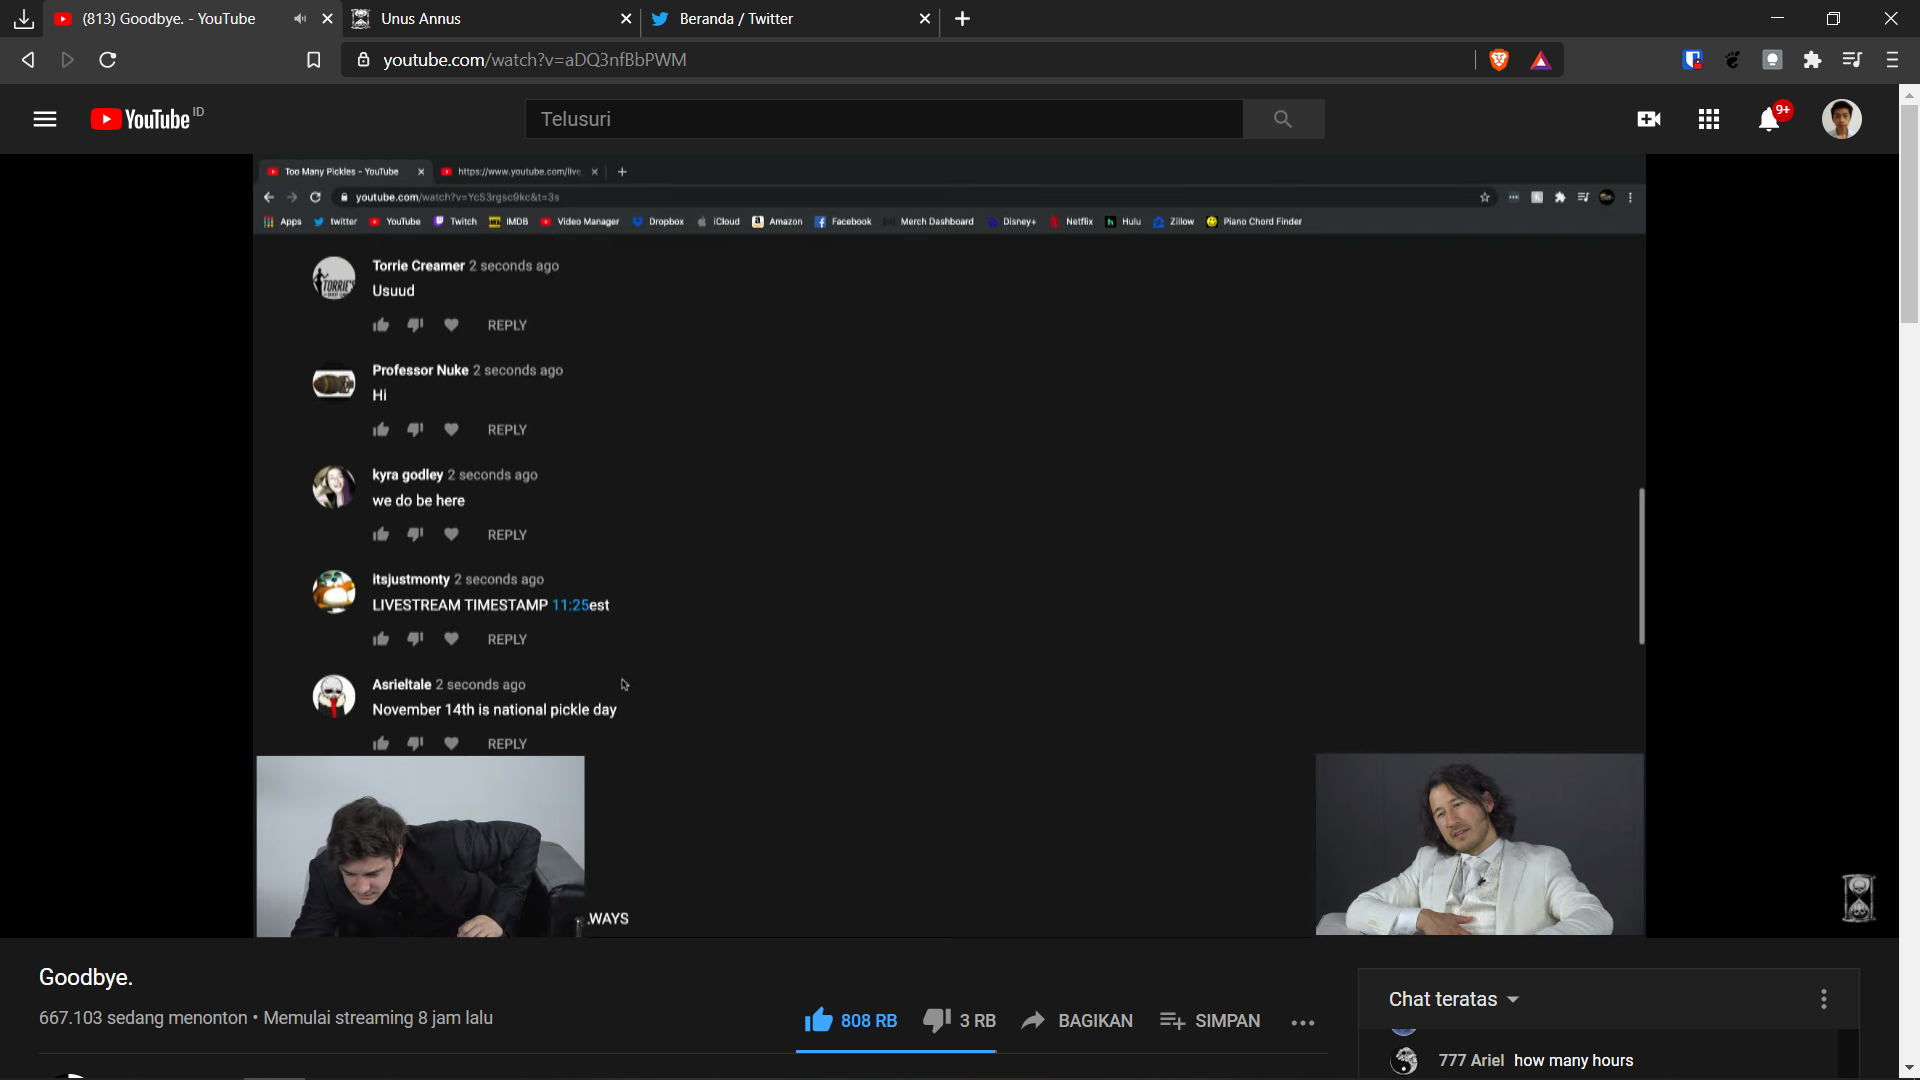 (813) Goodbye. - YouTube
Unus Annus
Beranda / Twitter
youtube.com/watch?v=aDQ3nfBbPWM
YouTube ID
Telusuri
9+
Too Many Pickles - YouTube
https://www.youtube.com/live
youtube.com/watch?v=YcS3rgsc9kc&t=3s
Apps twitter YouTube Twitch IMDB Video Manager Dropbox iCloud Amazon Facebook Merch Dashboard Disney+ Netflix Hulu Zillow Piano Chord Finder
Torrie Creamer 2 seconds ago
Usuud
REPLY
Professor Nuke 2 seconds ago
Hi
REPLY
kyra godley 2 seconds ago
we do be here
REPLY
itsjustmonty 2 seconds ago
LIVESTREAM TIMESTAMP 11:25est
REPLY
Asrieltale 2 seconds ago
November 14th is national pickle day
REPLY
WAYS
Goodbye.
667.103 sedang menonton • Memulai streaming 8 jam lalu
808 RB 3 RB BAGIKAN SIMPAN
Chat teratas
777 Ariel how many hours